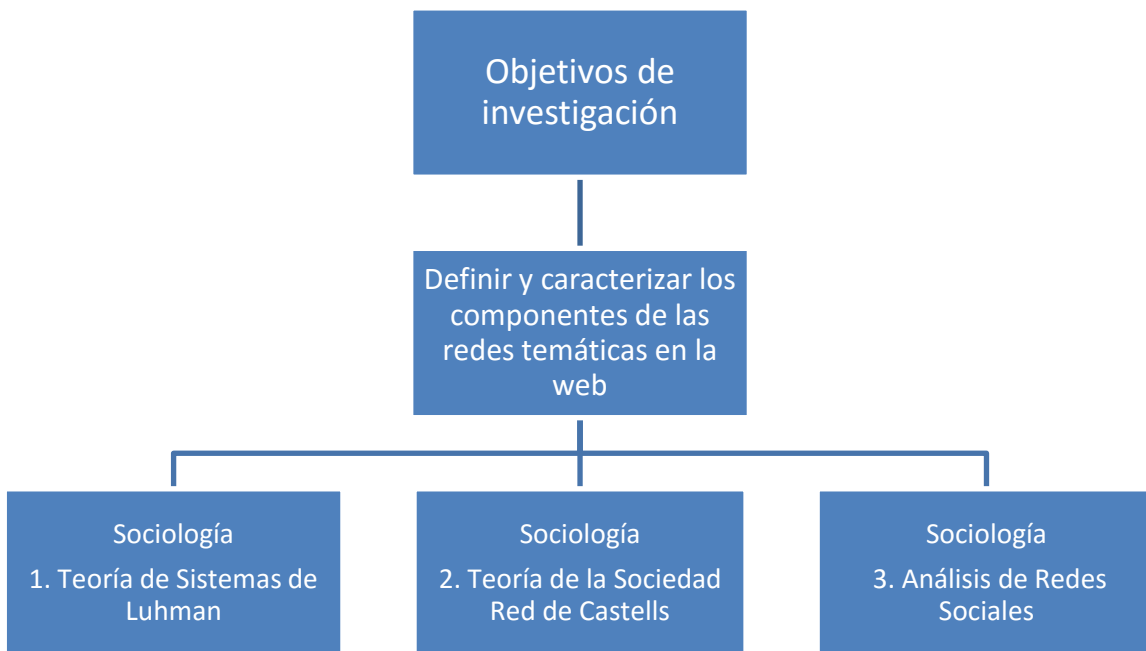 Objetivos de
investigación
Definir y caracterizar los
componentes de las
redes temáticas en la
web
Sociología
1. Teoría de Sistemas de
Luhman
Sociología
2. Teoría de la Sociedad
Red de Castells
Sociología
3. Análisis de Redes
Sociales